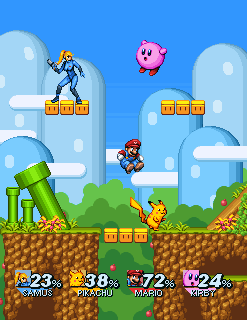 23% 38% 72% 24%
SAMUS PIKACHU MARIO KIRBY